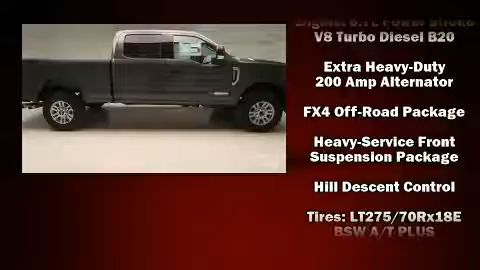 V8 Turbo Diesel B20
Extra Heavy-Duty
200 Amp Alternator
FX4 Off-Road Package
Heavy-Service Front
Suspension Package
Hill Descent Control
Tires: LT275/70Rx18E
BSW A/T PLUS